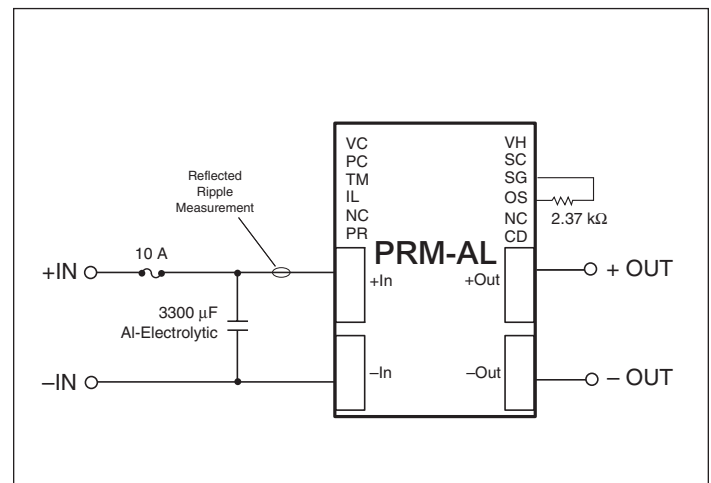 Reflected
Ripple
Measurement
10 A
+IN
3300 μF
Al-Electrolytic
–IN
VC
PC
TM
IL
NC
PR
VH
SC
SG
OS
NC
CD
2.37 kΩ
PRM-AL
+In
+Out
–In
–Out
+ OUT
– OUT